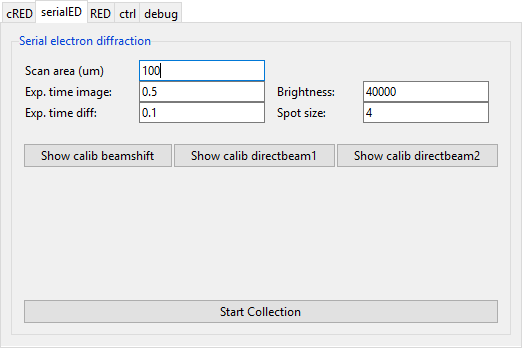 cRED serialED RED ctrl debug
Serial electron diffraction
Scan area (um) 100
Exp. time image: 0.5 Brightness: 40000
Exp. time diff: 0.1 Spot size: 4
Show calib beamshift Show calib directbeam1 Show calib directbeam2
Start Collection